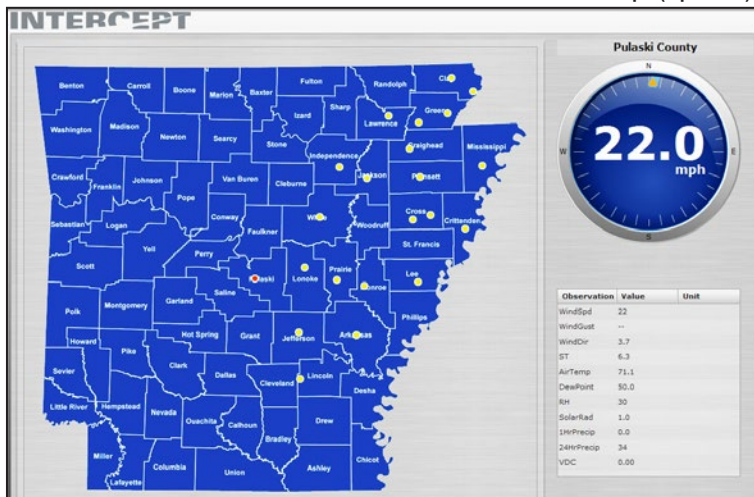 INTERCEPT
Pulaski County
N
W
22.0
E
mph
S
Benton
Carroll
Boone
Marion
Baxter
Fulton
Randolph
Clay
Izard
Sharp
Lawrence
Greene
Washington
Madison
Newton
Searcy
Stone
Independence
Jackson
Craighead
Mississippi
Poinsett
Crawford
Franklin
Johnson
Van Buren
Cleburne
Pope
White
Cross
Crittenden
Sebastian
Logan
Conway
Faulkner
Woodruff
St. Francis
Yell
Perry
Scott
Pulaski
Lonoke
Prairie
Monroe
Lee
Saline
Garland
Polk
Montgomery
Phillips
Hot Spring
Grant
Jefferson
Arkansas
Howard
Pike
Clark
Sevier
Dallas
Cleveland
Lincoln
Desha
Little River
Hempstead
Nevada
Ouachita
Calhoun
Drew
Bradley
Miller
Columbia
Union
Ashley
Chicot
Lafayette
Observation Value Unit
WindSpd 22
WindGust --
WindDir 3.7
ST 6.3
AirTemp 71.1
DewPoint 50.0
RH 30
SolarRad 1.0
1HrPrecip 0.0
24HrPrecip 34
VDC 0.00